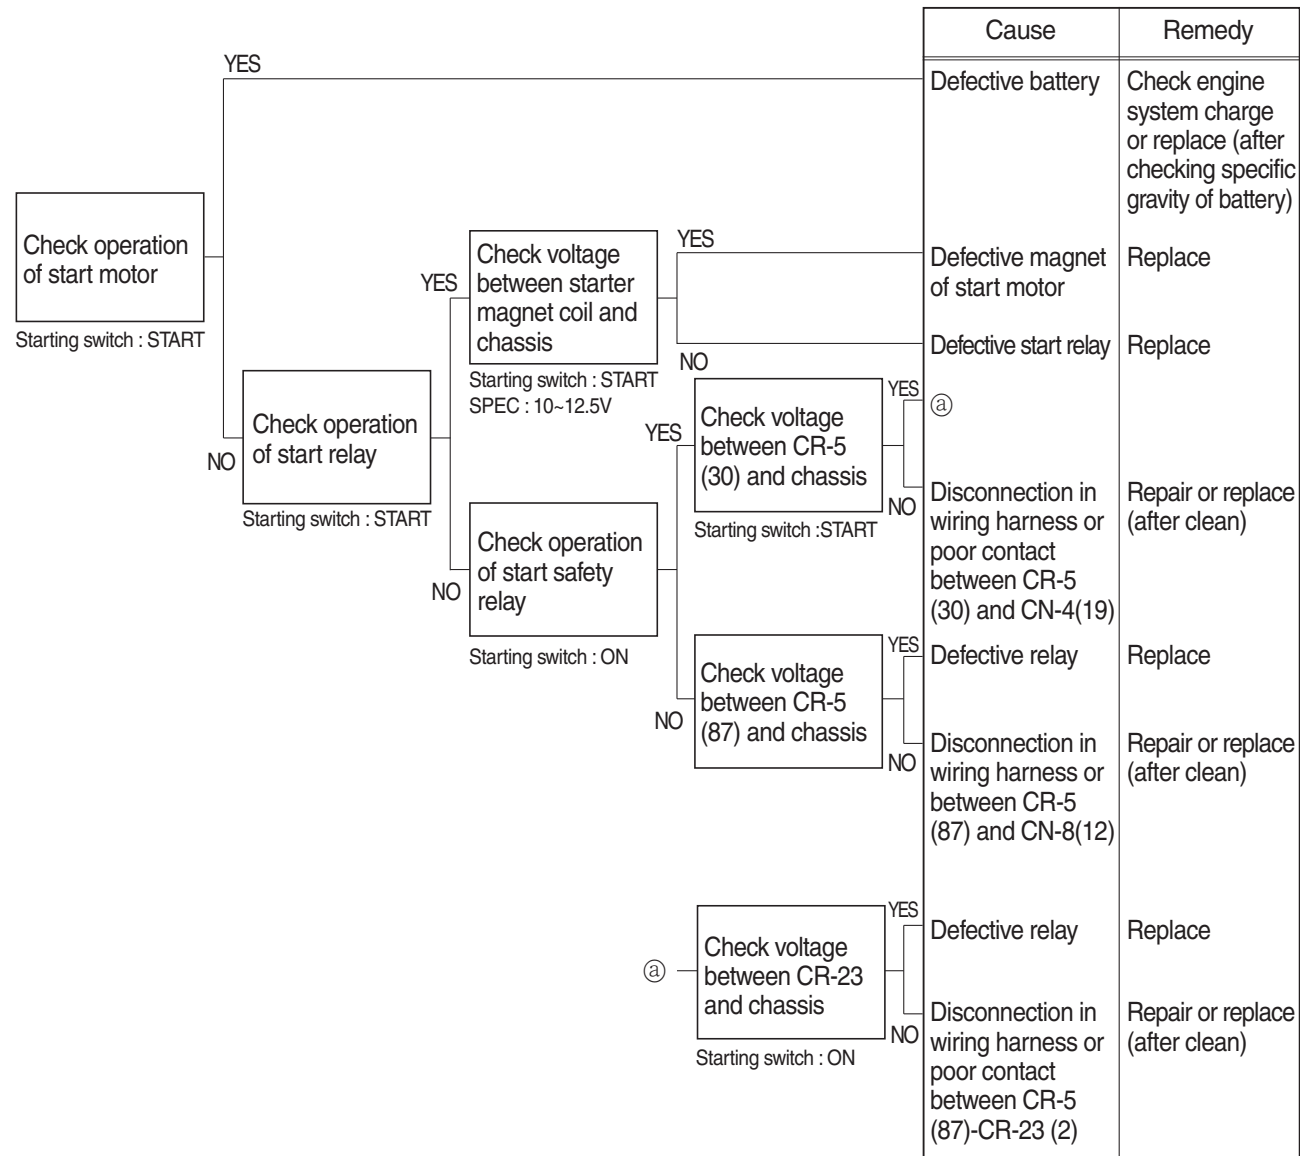 Cause
Remedy
YES
Defective battery
Check engine
system charge
or replace (after
checking specific
gravity of battery)
Check operation
of start motor
Starting switch : START
YES
Check voltage
between starter
magnet coil and
chassis
Starting switch : START
SPEC : 10~12.5V
YES
Defective magnet
of start motor
Replace
NO
Defective start relay
Replace
NO
Check operation
of start relay
Starting switch : START
YES
Check voltage
between CR-5
(30) and chassis
Starting switch :START
YES
ⓐ
NO
Disconnection in
wiring harness or
poor contact
between CR-5
(30) and CN-4(19)
Repair or replace
(after clean)
NO
Check operation
of start safety
relay
Starting switch : ON
NO
Check voltage
between CR-5
(87) and chassis
YES
Defective relay
Replace
NO
Disconnection in
wiring harness or
between CR-5
(87) and CN-8(12)
Repair or replace
(after clean)
ⓐ
Check voltage
between CR-23
and chassis
Starting switch : ON
YES
Defective relay
Replace
NO
Disconnection in
wiring harness or
poor contact
between CR-5
(87)-CR-23 (2)
Repair or replace
(after clean)